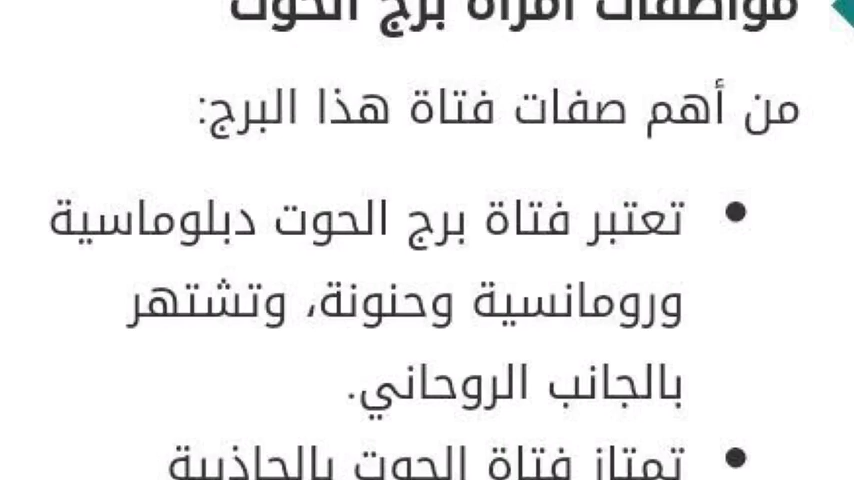 مواصفات امرأة برج الحوت
من أهم صفات فتاة هذا البرج:
• تعتبر فتاة برج الحوت دبلوماسية
ورومانسية وحنونة، وتشتهر
بالجانب الروحاني.
• تمتاز فتاة الحوت بالجاذبية